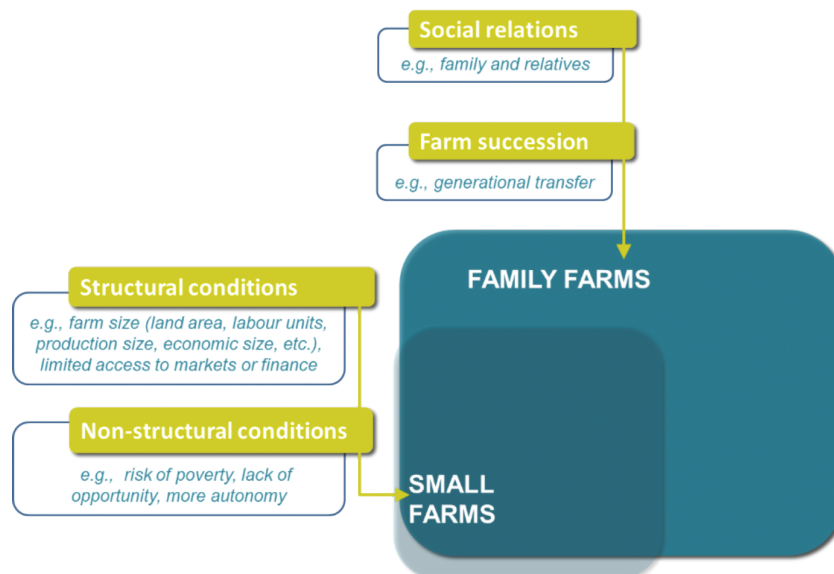 Social relations
e.g., family and relatives
Farm succession
e.g., generational transfer
FAMILY FARMS
Structural conditions
e.g., farm size (land area, labour units,
production size, economic size, etc.),
limited access to markets or finance
Non-structural conditions
e.g., risk of poverty, lack of
opportunity, more autonomy
SMALL
FARMS